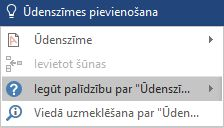 Ūdenszīmes pievienošana
Ūdenszīme
Ievietot šūnas
Iegūt palīdzību par "Ūdenszī...
Viedā uzmeklēšana par "Ūden...